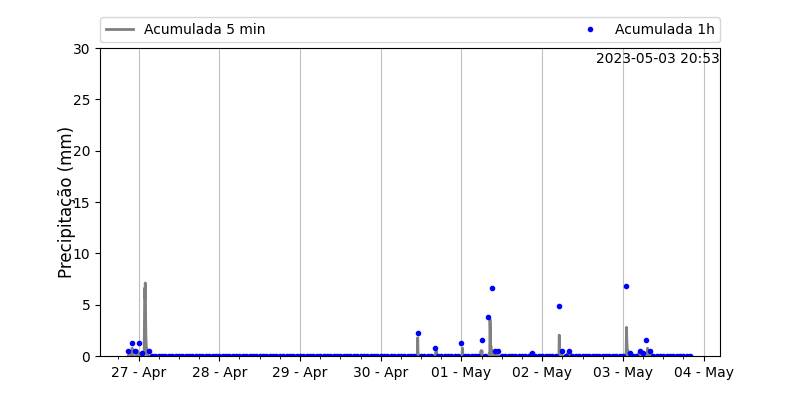 Acumulada 5 min
Acumulada 1h
2023-05-03 20:53
Precipitação (mm)
30
25
20
15
10
5
0
27 - Apr
28 - Apr
29 - Apr
30 - Apr
01 - May
02 - May
03 - May
04 - May